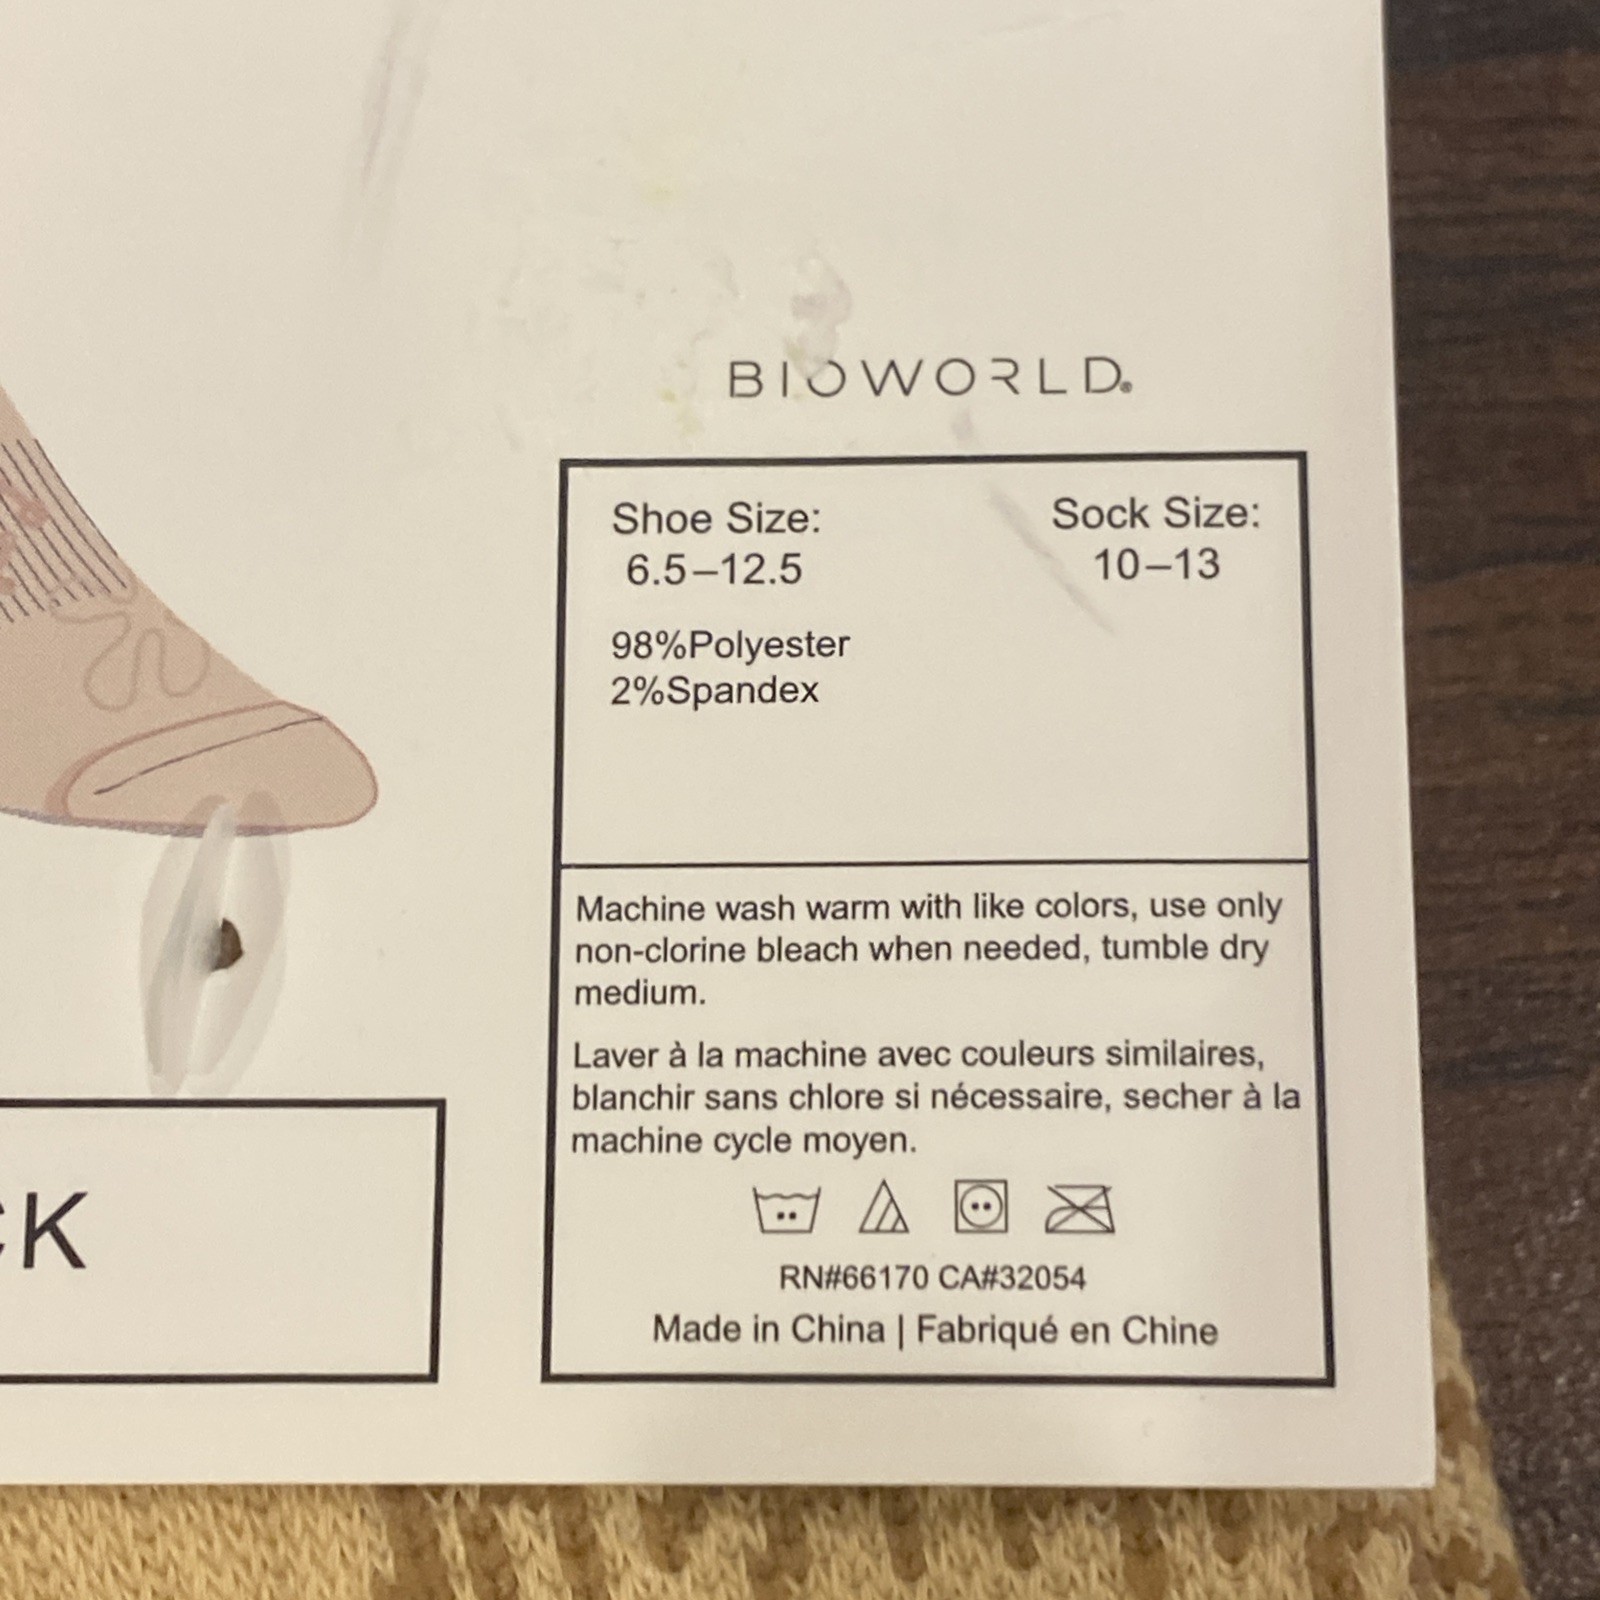 BIOWORLD®
Shoe Size:
6.5–12.5
Sock Size:
10–13
98%Polyester
2%Spandex
Machine wash warm with like colors, use only
non-clorine bleach when needed, tumble dry
medium.
Laver à la machine avec couleurs similaires,
blanchir sans chlore si nécessaire, secher à la
machine cycle moyen.
RN#66170 CA#32054
Made in China | Fabriqué en Chine